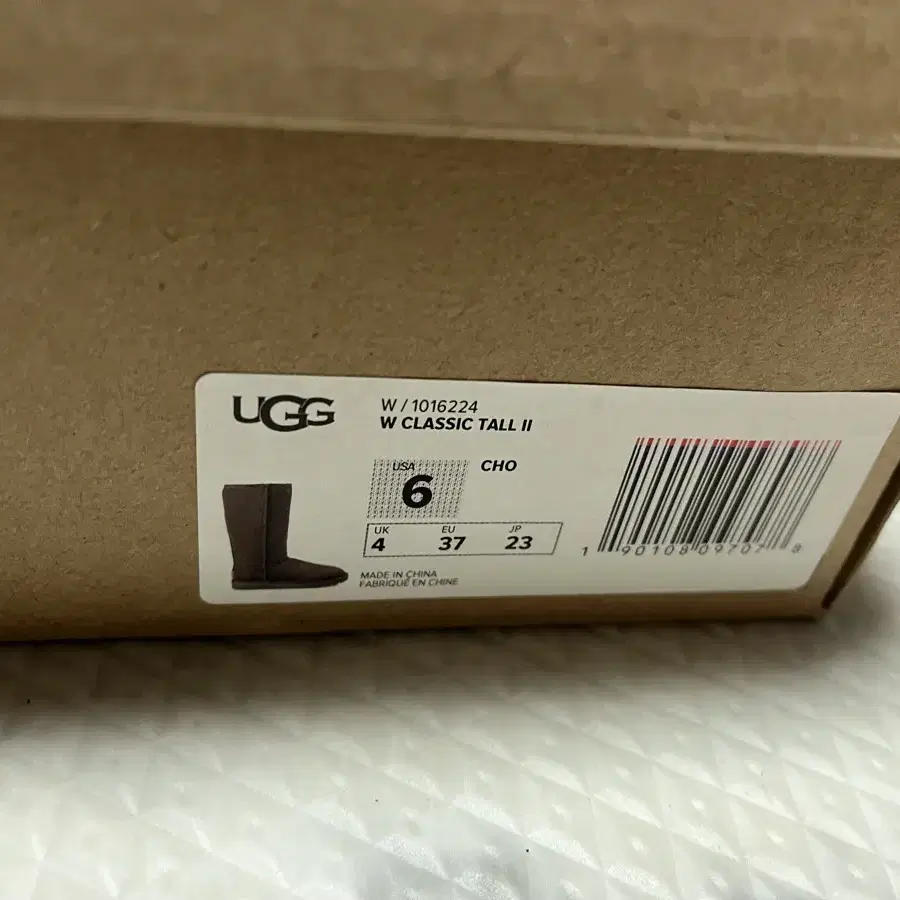 UGG
W / 1016224
W CLASSIC TALL II
USA
6
CHO
UK EU JP
4 37 23
MADE IN CHINA
FABRIQUÉ EN CHINE
1 90108 09707 8